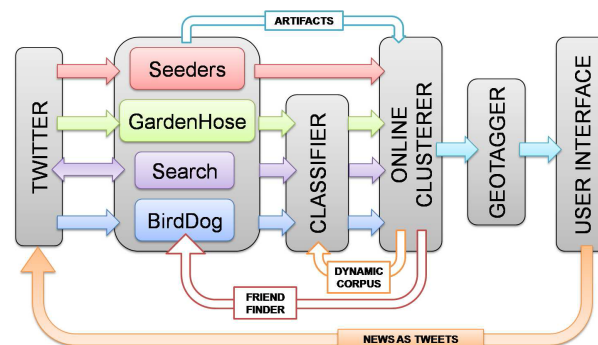 ARTIFACTS
TWITTER
Seeders
GardenHose
Search
BirdDog
CLASSIFIER
ONLINE
CLUSTERER
GEOTAGGER
USER INTERFACE
DYNAMIC
CORPUS
FRIEND
FINDER
NEWS AS TWEETS